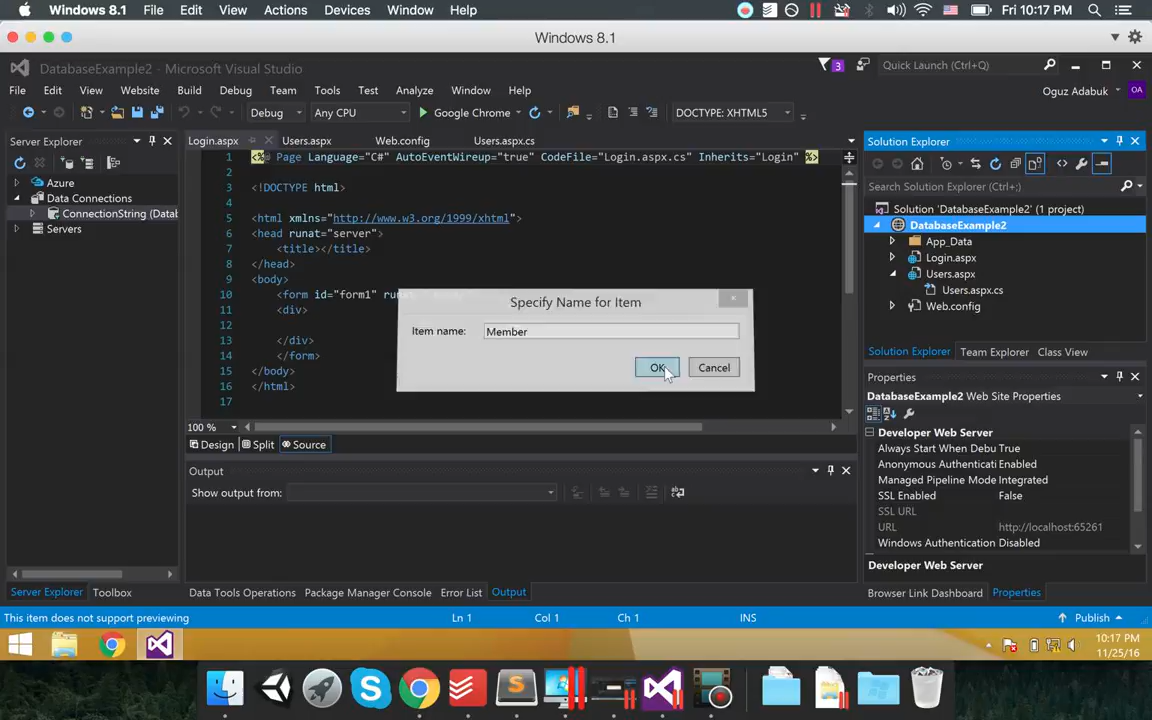 Windows 8.1 File Edit View Actions Devices Window Help Fri 10:17 PM
Windows 8.1
DatabaseExample2 - Microsoft Visual Studio 3 Quick Launch (Ctrl+Q)
File Edit View Website Build Debug Team Tools Test Analyze Window Help Oguz Adabuk OA
Debug Any CPU Google Chrome DOCTYPE: XHTML5
Server Explorer
Azure
Data Connections
ConnectionString (Datab
Servers
Server Explorer Toolbox
Login.aspx Users.aspx Web.config Users.aspx.cs
1 <%@ Page Language="C#" AutoEventWireup="true" CodeFile="Login.aspx.cs" Inherits="Login" %>
2
3 <!DOCTYPE html>
4
5 <html xmlns="http://www.w3.org/1999/xhtml">
6 <head runat="server">
7 <title></title>
8 </head>
9 <body>
10 <form id="form1" ru
11 <div>
12
13 </div>
14 </form>
15 </body>
16 </html>
17
100 %
Design Split Source
Specify Name for Item
Item name: Member
OK Cancel
Output
Show output from:
Data Tools Operations Package Manager Console Error List Output
Solution Explorer
Search Solution Explorer (Ctrl+;)
Solution 'DatabaseExample2' (1 project)
DatabaseExample2
App_Data
Login.aspx
Users.aspx
Users.aspx.cs
Web.config
Solution Explorer Team Explorer Class View
Properties
DatabaseExample2 Web Site Properties
Developer Web Server
Always Start When Debu True
Anonymous Authenticati Enabled
Managed Pipeline Mode Integrated
SSL Enabled False
SSL URL
URL http://localhost:65261
Windows Authentication Disabled
Developer Web Server
Browser Link Dashboard Properties
This item does not support previewing Ln 1 Col 1 Ch 1 INS Publish
10:17 PM
11/25/16